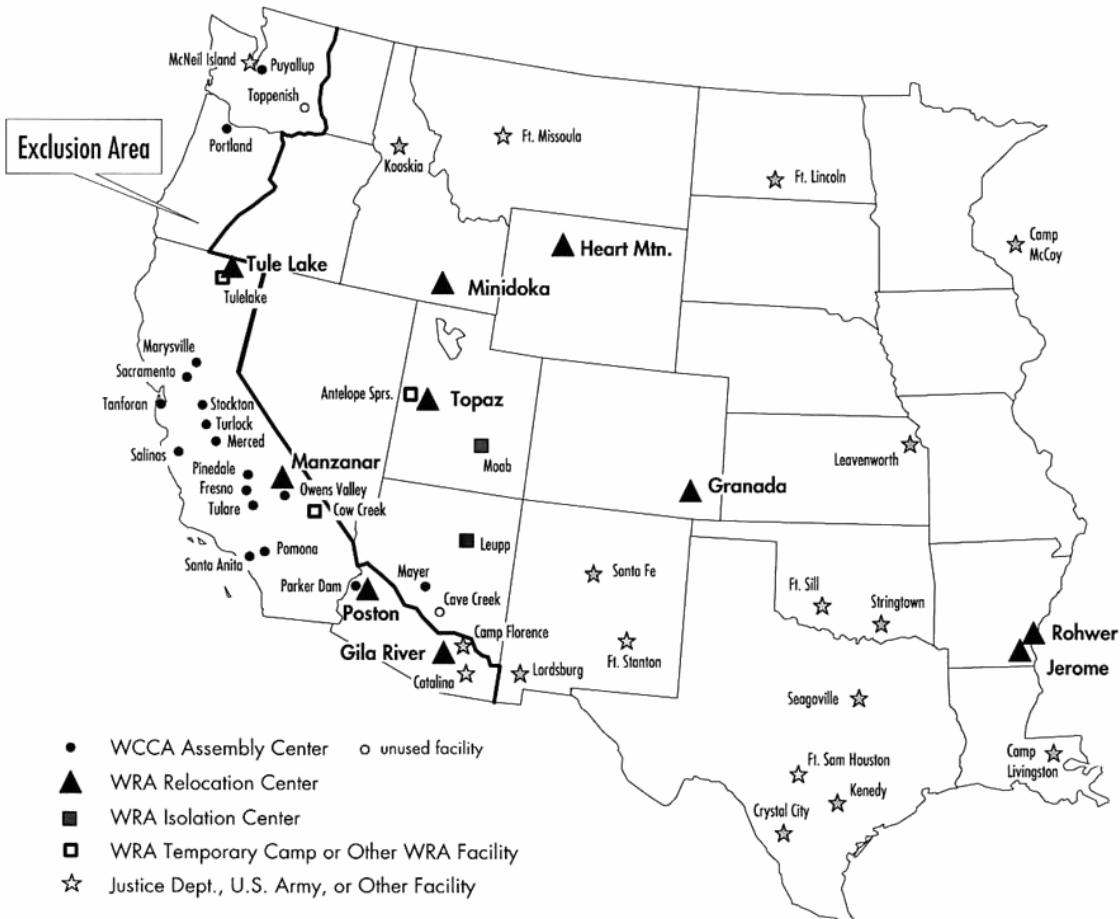 McNeil Island
Puyallup
Toppenish
Portland
Exclusion Area
Kooskia
Ft. Missoula
Ft. Lincoln
Camp
McCoy
Heart Mtn.
Tule Lake
Tulelake
Minidoka
Marysville
Sacramento
Tanforan
Stockton
Turlock
Merced
Salinas
Antelope Sprs.
Topaz
Moab
Leavenworth
Manzanar
Pinedale
Owens Valley
Fresno
Tulare
Cow Creek
Granada
Leupp
Santa Anita
Pomona
Parker Dam
Mayer
Poston
Cave Creek
Santa Fe
Ft. Sill
Stringtown
Camp Florence
Gila River
Catalina
Lordsburg
Ft. Stanton
Rohwer
Jerome
Seagoville
Camp
Livingston
Ft. Sam Houston
Kenedy
Crystal City
WCCA Assembly Center
unused facility
WRA Relocation Center
WRA Isolation Center
WRA Temporary Camp or Other WRA Facility
Justice Dept., U.S. Army, or Other Facility